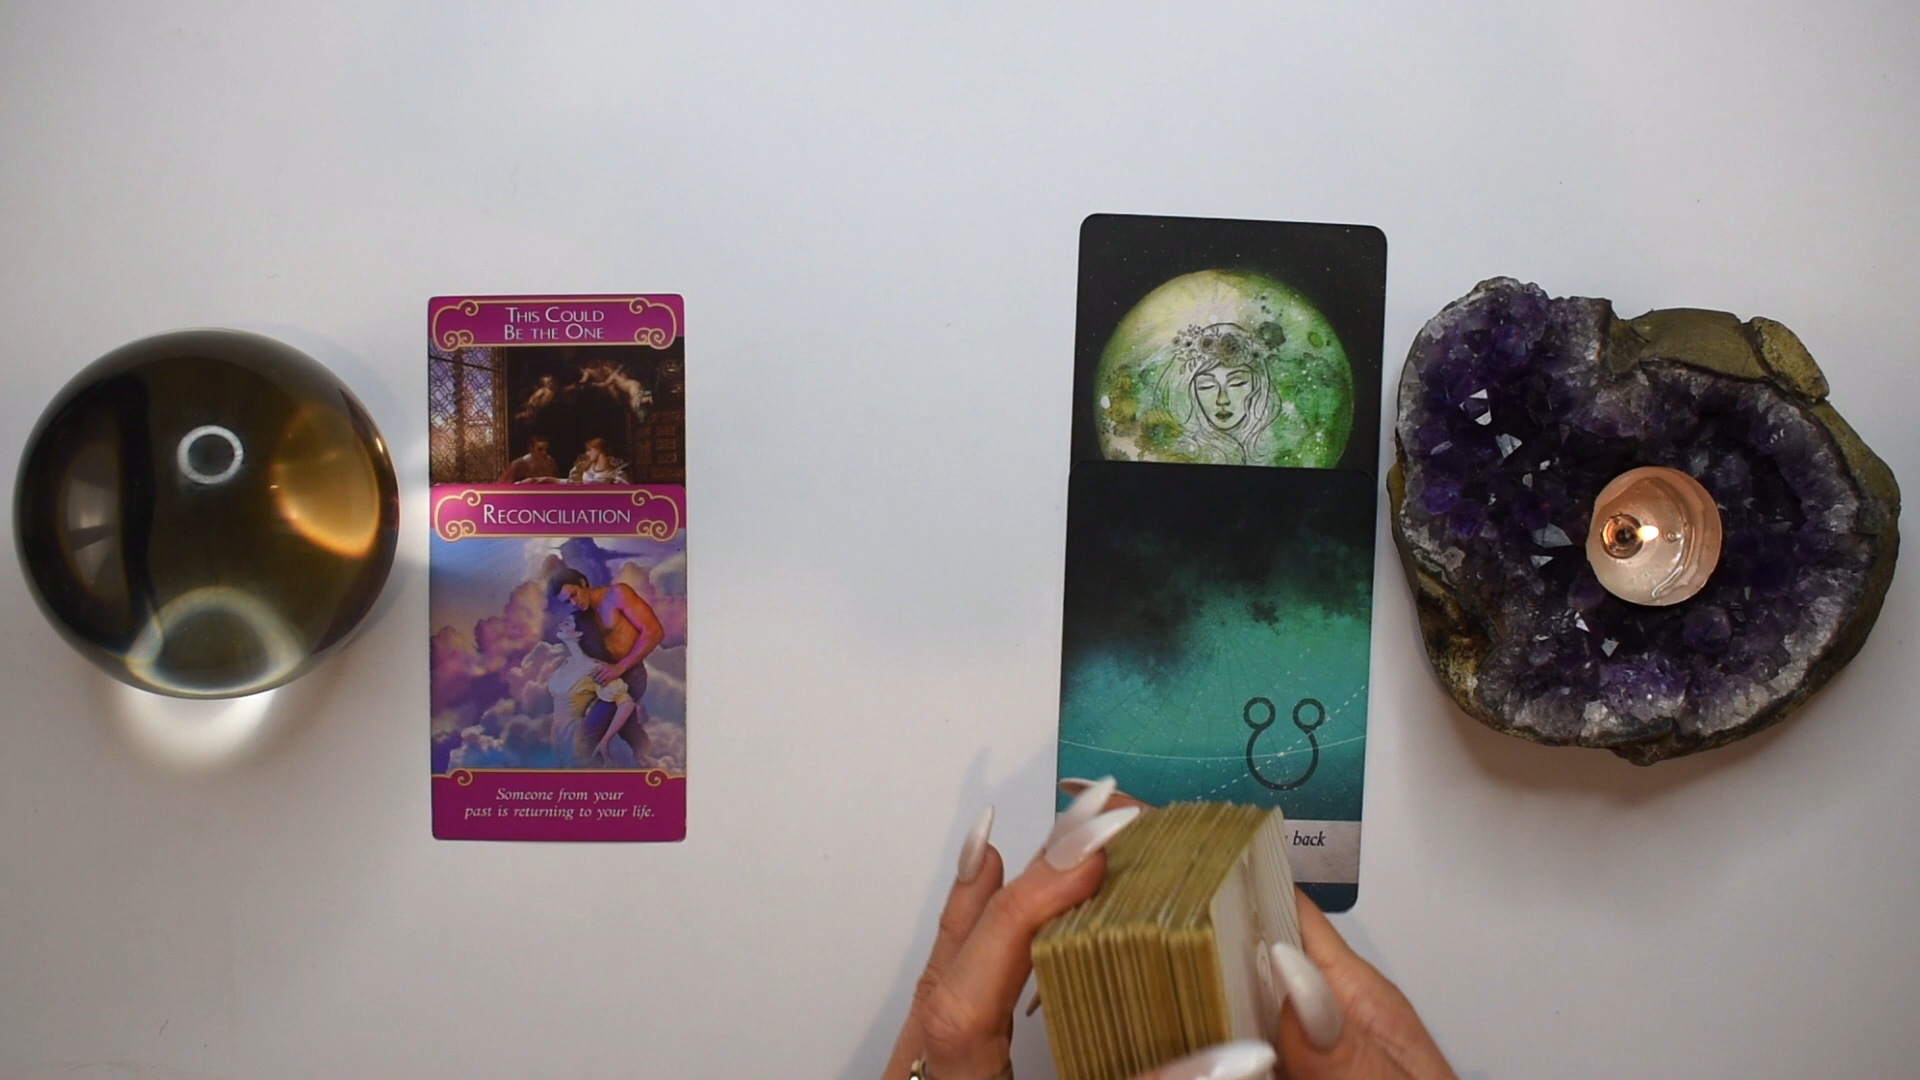 THIS COULD
BE THE ONE
RECONCILIATION
Someone from your
past is returning to your life.
back